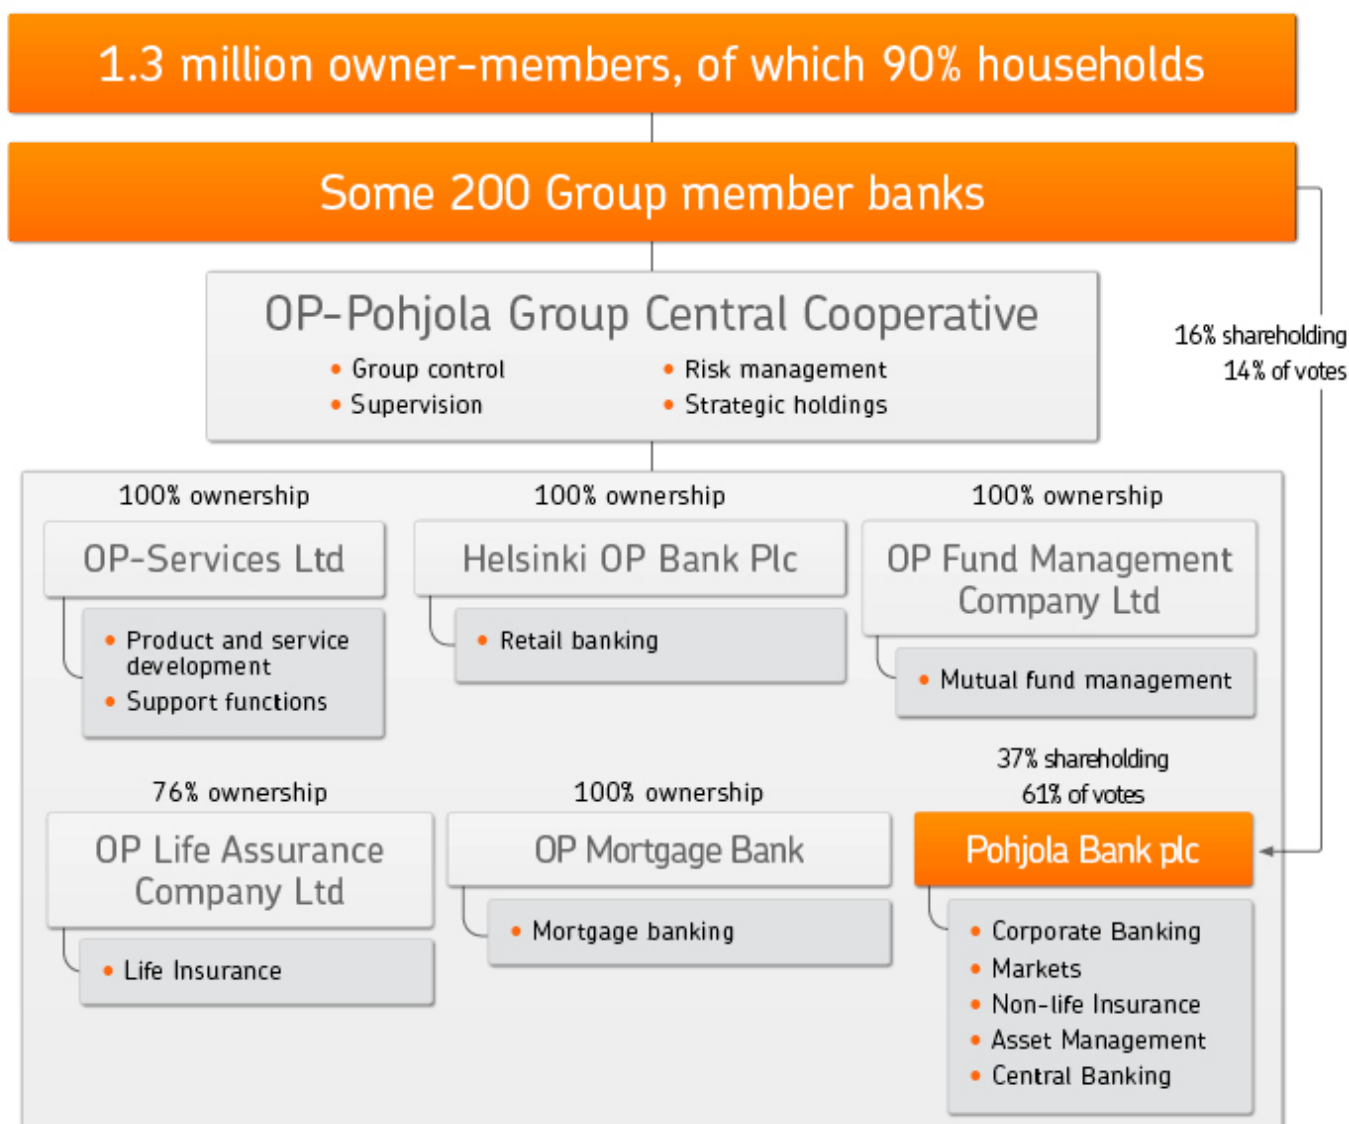 1.3 million owner-members, of which 90% households
Some 200 Group member banks
16% shareholding
14% of votes
OP-Pohjola Group Central Cooperative
• Group control
• Supervision
• Risk management
• Strategic holdings
100% ownership
OP-Services Ltd
• Product and service
development
• Support functions
100% ownership
Helsinki OP Bank Plc
• Retail banking
100% ownership
OP Fund Management
Company Ltd
• Mutual fund management
76% ownership
OP Life Assurance
Company Ltd
• Life Insurance
100% ownership
OP Mortgage Bank
• Mortgage banking
37% shareholding
61% of votes
Pohjola Bank plc
• Corporate Banking
• Markets
• Non-life Insurance
• Asset Management
• Central Banking